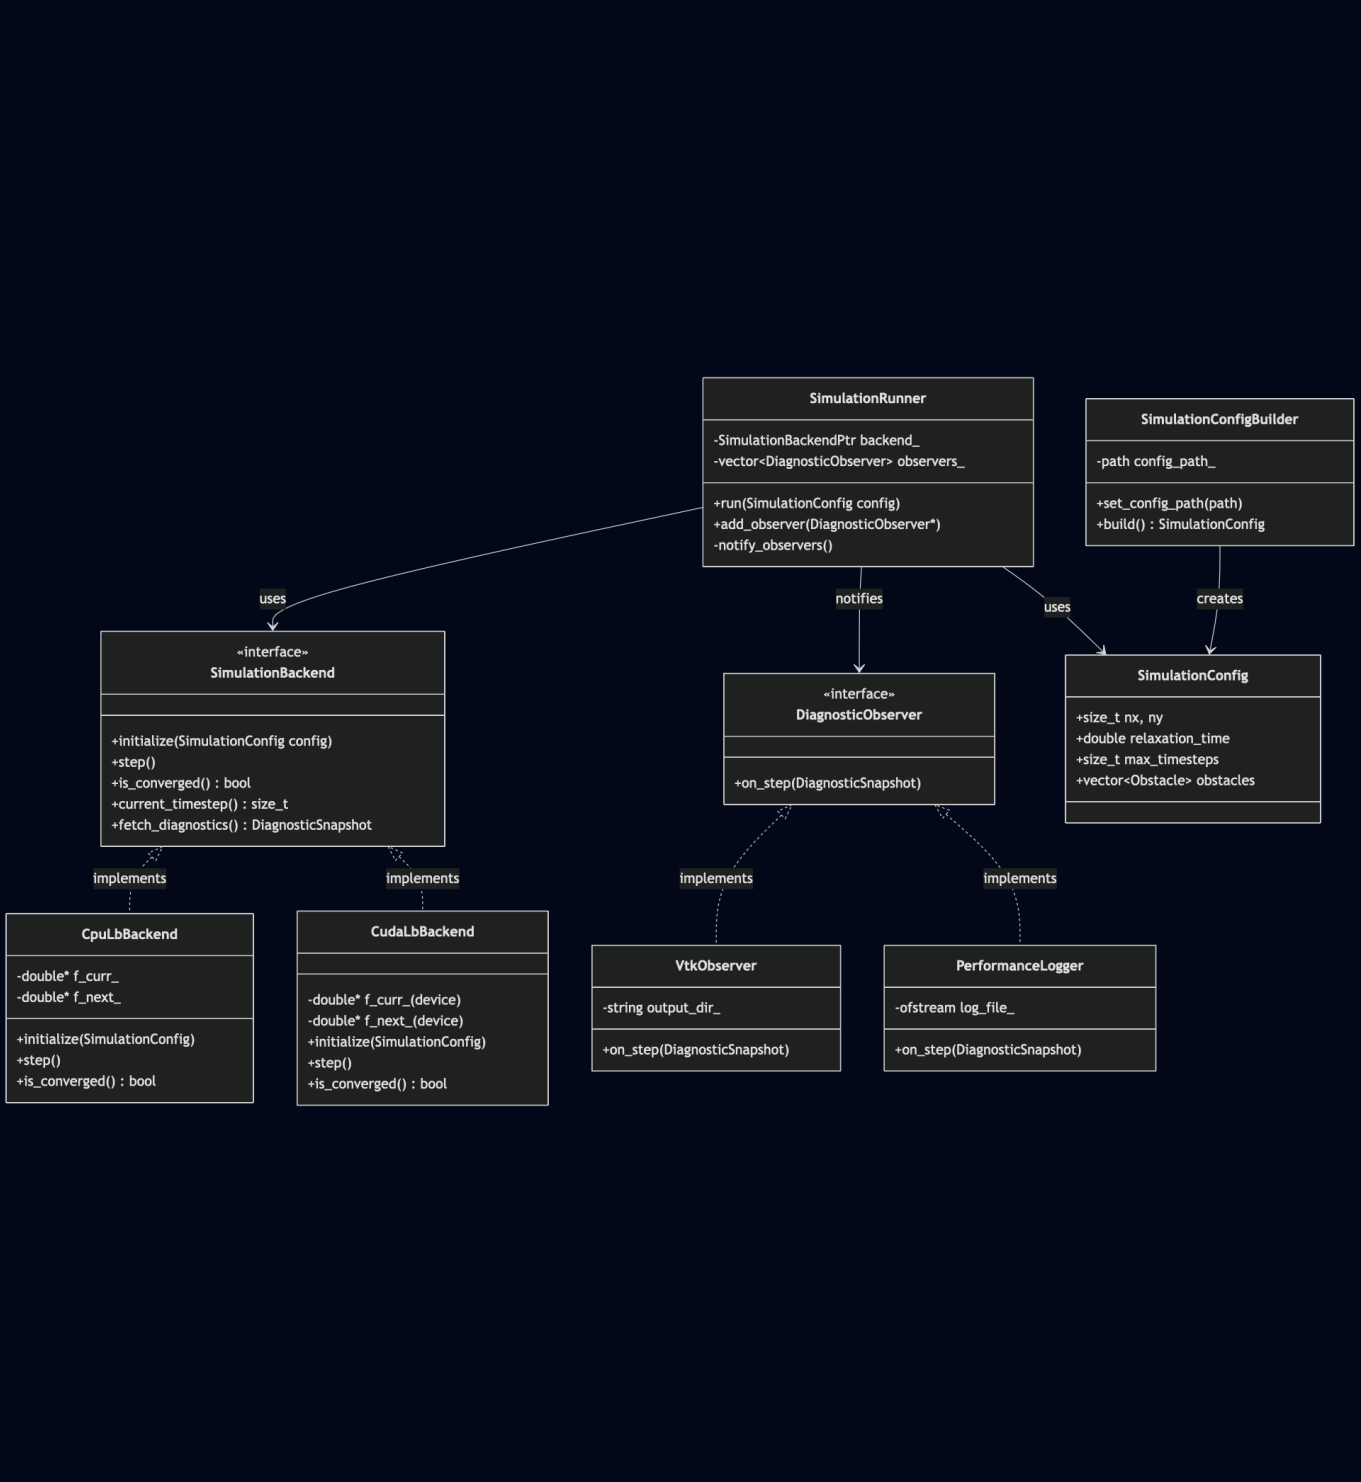 SimulationRunner
-SimulationBackendPtr backend_
-vector<DiagnosticObserver> observers_
+run(SimulationConfig config)
+add_observer(DiagnosticObserver*)
-notify_observers()
SimulationConfigBuilder
-path config_path_
+set_config_path(path)
+build() : SimulationConfig
uses
notifies
uses
creates
«interface»
SimulationBackend
+initialize(SimulationConfig config)
+step()
+is_converged() : bool
+current_timestep() : size_t
+fetch_diagnostics() : DiagnosticSnapshot
«interface»
DiagnosticObserver
+on_step(DiagnosticSnapshot)
SimulationConfig
+size_t nx, ny
+double relaxation_time
+size_t max_timesteps
+vector<Obstacle> obstacles
implements
implements
implements
implements
CpuLbBackend
-double* f_curr_
-double* f_next_
+initialize(SimulationConfig)
+step()
+is_converged() : bool
CudaLbBackend
-double* f_curr_(device)
-double* f_next_(device)
+initialize(SimulationConfig)
+step()
+is_converged() : bool
VtkObserver
-string output_dir_
+on_step(DiagnosticSnapshot)
PerformanceLogger
-ofstream log_file_
+on_step(DiagnosticSnapshot)